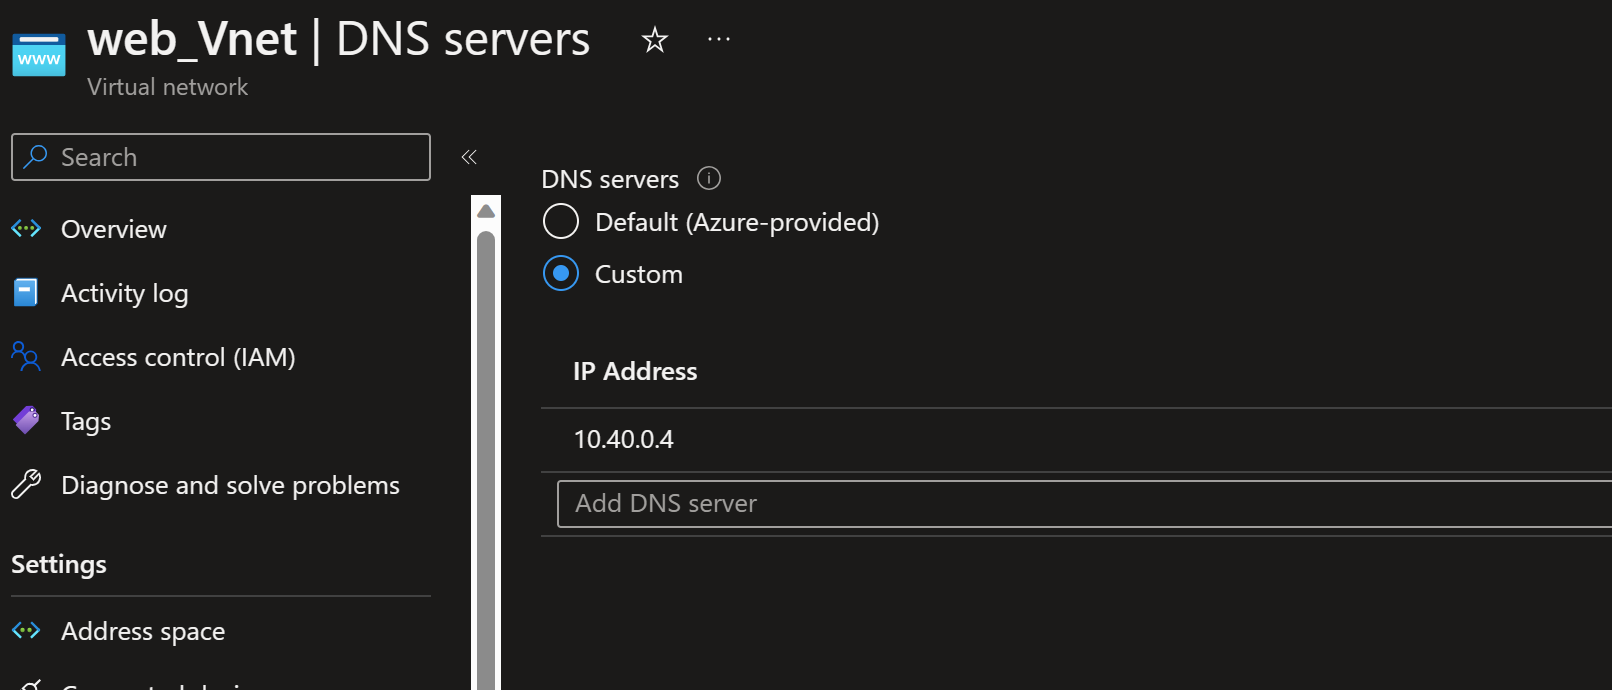 www
web_Vnet | DNS servers
Virtual network
Search
Overview
Activity log
Access control (IAM)
Tags
Diagnose and solve problems
Settings
Address space
DNS servers
Default (Azure-provided)
Custom
IP Address
10.40.0.4
Add DNS server